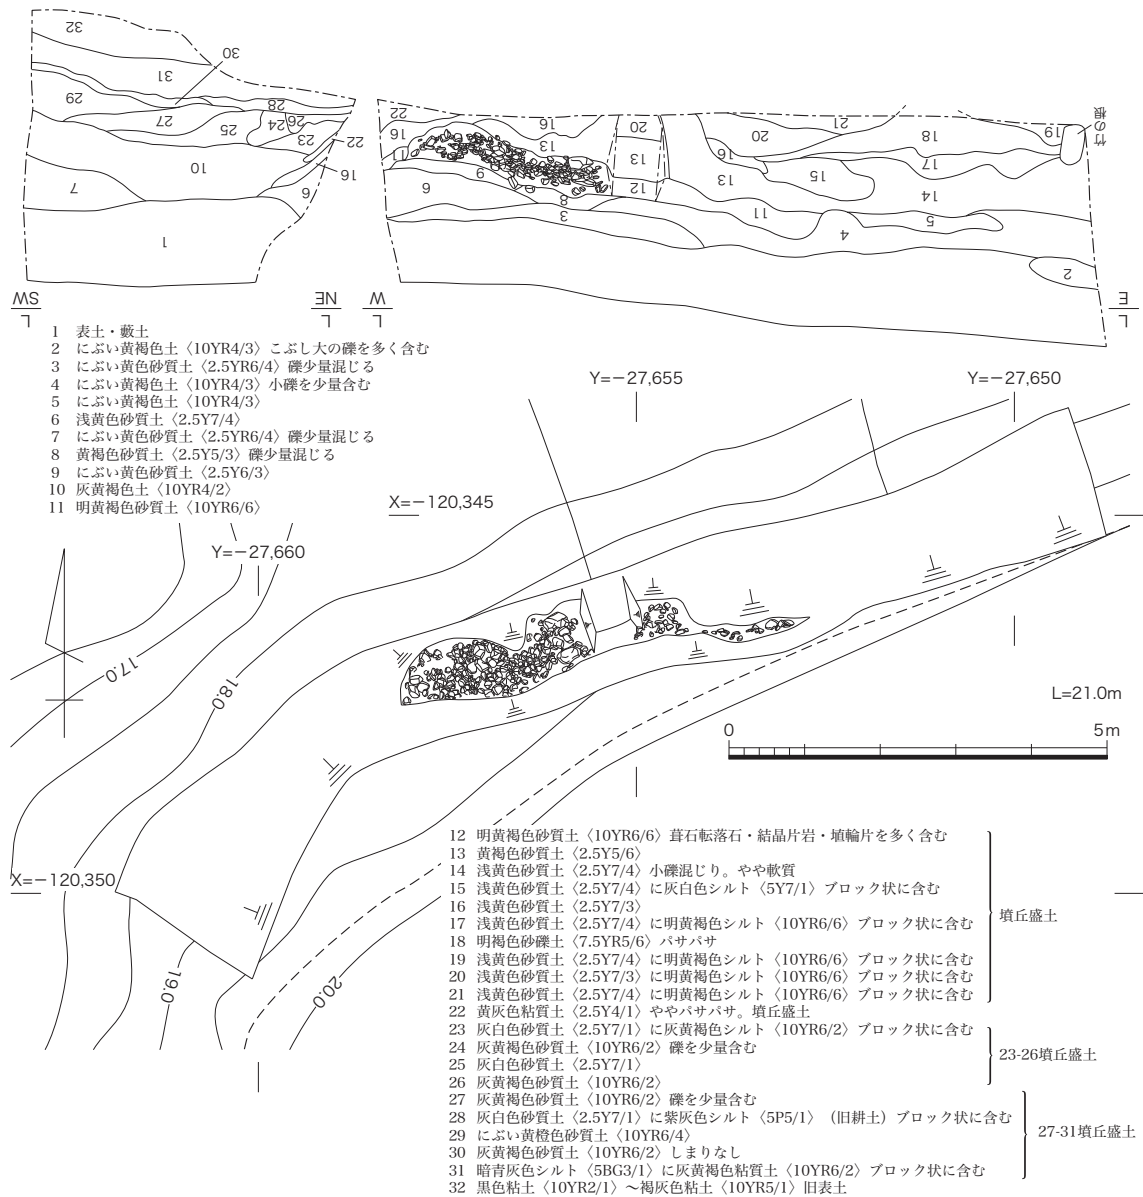 32
30
31
29
28
27
25
24
26
23
22
10
16
7
6
1
SW
L
NE
L
22
16
11
16
13
9
6
8
3
20
13
12
20
21
18
19
竹の根
16
13
15
17
14
11
5
4
2
W
L
E
L
1 表土・藪土
2 にぶい黄褐色土〈10YR4/3〉こぶし大の礫を多く含む
3 にぶい黄色砂質土〈2.5YR6/4〉礫少量混じる
4 にぶい黄褐色土〈10YR4/3〉小礫を少量含む
5 にぶい黄褐色土〈10YR4/3〉
6 浅黄色砂質土〈2.5Y7/4〉
7 にぶい黄色砂質土〈2.5YR6/4〉礫少量混じる
8 黄褐色砂質土〈2.5Y5/3〉礫少量混じる
9 にぶい黄色砂質土〈2.5Y6/3〉
10 灰黄褐色土〈10YR4/2〉
11 明黄褐色砂質土〈10YR6/6〉
Y=−27,655
Y=−27,650
X=−120,345
Y=−27,660
17.0
18.0
L=21.0m
0 5m
X=−120,350
19.0
20.0
12 明黄褐色砂質土〈10YR6/6〉葺石転落石・結晶片岩・埴輪片を多く含む
13 黄褐色砂質土〈2.5Y5/6〉
14 浅黄色砂質土〈2.5Y7/4〉小礫混じり。やや軟質
15 浅黄色砂質土〈2.5Y7/4〉に灰白色シルト〈5Y7/1〉ブロック状に含む
16 浅黄色砂質土〈2.5Y7/3〉
17 浅黄色砂質土〈2.5Y7/4〉に明黄褐色シルト〈10YR6/6〉ブロック状に含む
18 明褐色砂礫土〈7.5YR5/6〉パサパサ
19 浅黄色砂質土〈2.5Y7/4〉に明黄褐色シルト〈10YR6/6〉ブロック状に含む
20 浅黄色砂質土〈2.5Y7/3〉に明黄褐色シルト〈10YR6/6〉ブロック状に含む
21 浅黄色砂質土〈2.5Y7/4〉に明黄褐色シルト〈10YR6/6〉ブロック状に含む
墳丘盛土
22 黄灰色粘質土〈2.5Y4/1〉ややパサパサ。墳丘盛土
23 灰白色砂質土〈2.5Y7/1〉に灰黄褐色シルト〈10YR6/2〉ブロック状に含む
24 灰黄褐色砂質土〈10YR6/2〉礫を少量含む
25 灰白色砂質土〈2.5Y7/1〉
26 灰黄褐色砂質土〈10YR6/2〉
23-26墳丘盛土
27 灰黄褐色砂質土〈10YR6/2〉礫を少量含む
28 灰白色砂質土〈2.5Y7/1〉に紫灰色シルト〈5P5/1〉（旧耕土）ブロック状に含む
29 にぶい黄橙色砂質土〈10YR6/4〉
30 灰黄褐色砂質土〈10YR6/2〉しまりなし
31 暗青灰色シルト〈5BG3/1〉に灰黄褐色粘質土〈10YR6/2〉ブロック状に含む
27-31墳丘盛土
32 黒色粘土〈10YR2/1〉〜褐灰色粘土〈10YR5/1〉旧表土